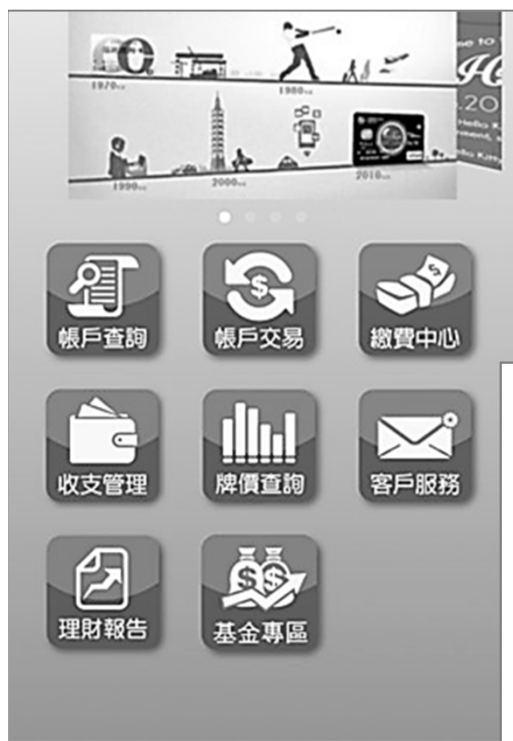 1970
1980
1990
2000
2010
帳戶查詢
帳戶交易
繳費中心
收支管理
牌價查詢
客戶服務
理財報告
基金專區